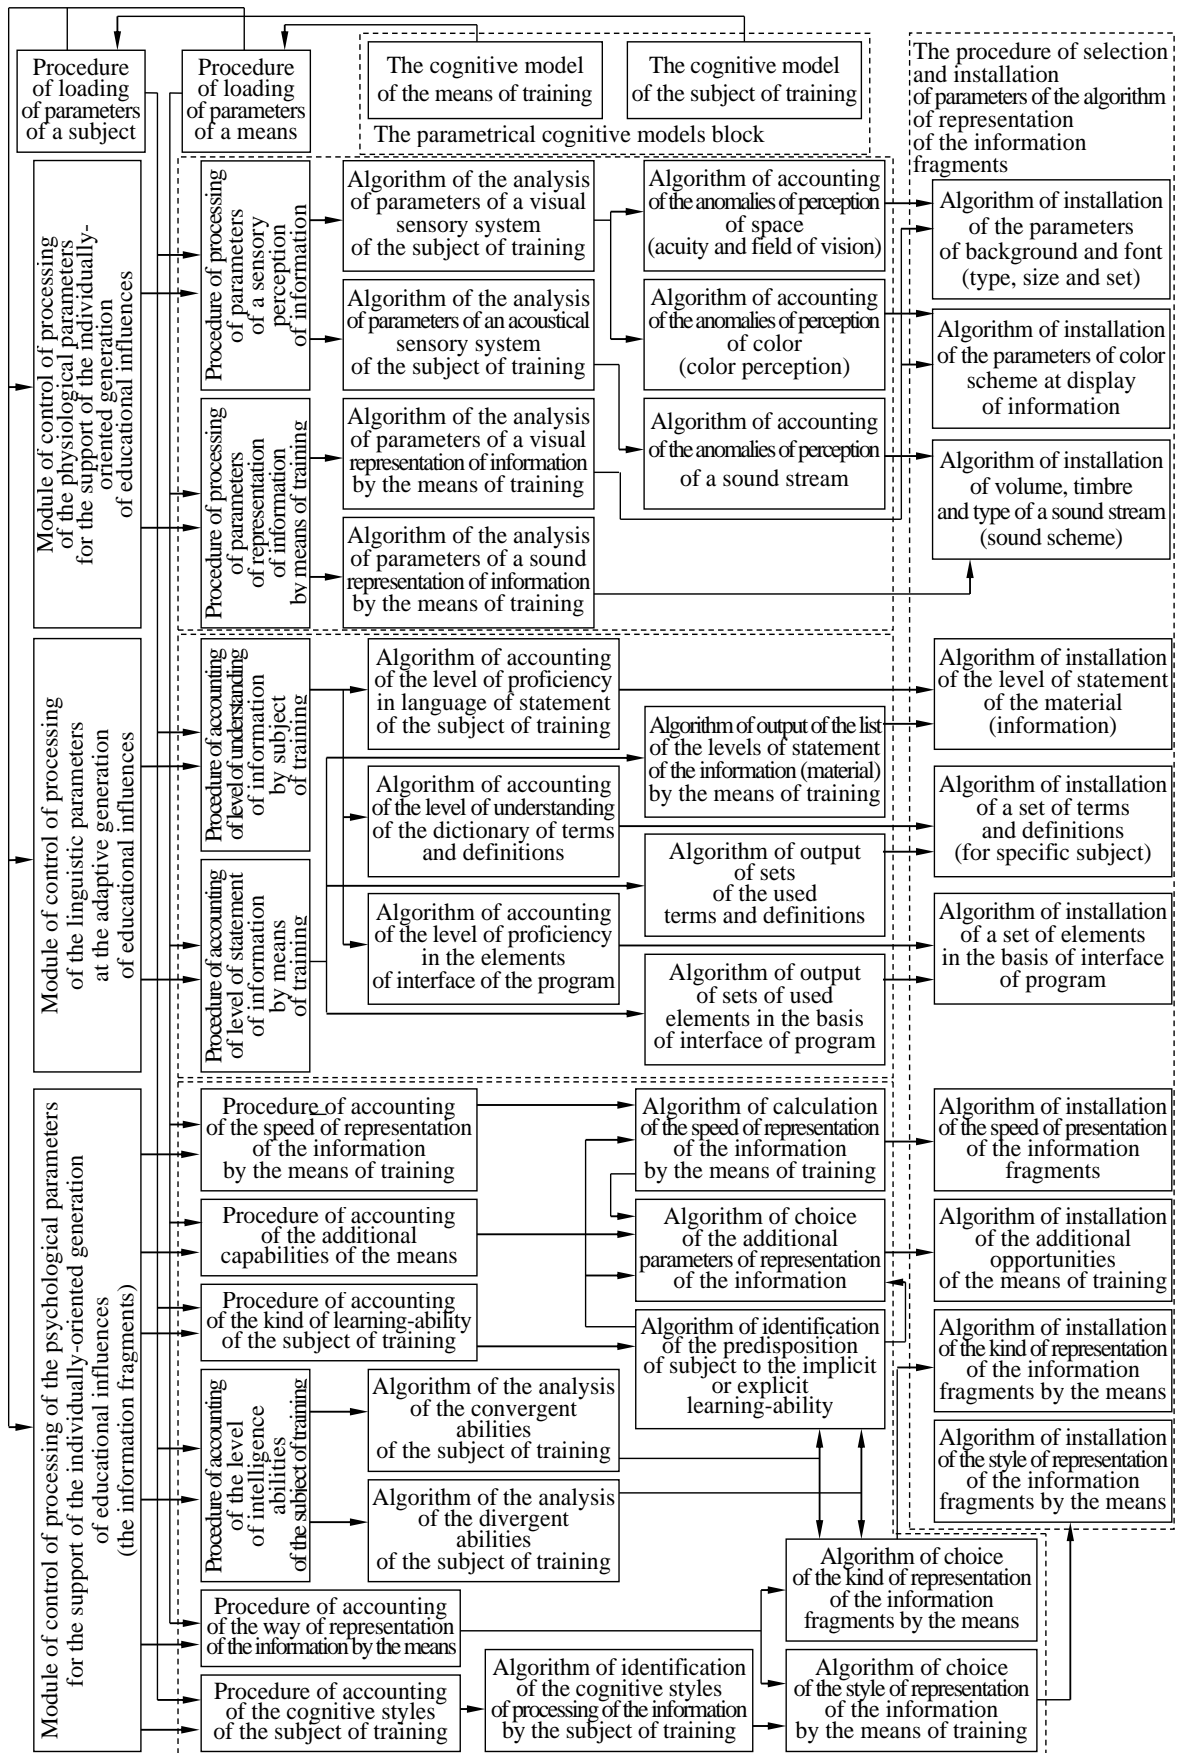 Procedure
of loading
of parameters
of a subject
Procedure
of loading
of parameters
of a means
The cognitive model
of the means of training
The cognitive model
of the subject of training
The parametrical cognitive models block
The procedure of selection
and installation
of parameters of the algorithm
of representation
of the information
fragments
Module of control of processing
of the physiological parameters
for the support of the individually-
oriented generation
of educational influences
Procedure of processing
of parameters
of a sensory
perception
of information
Algorithm of the analysis
of parameters of a visual
sensory system
of the subject of training
Algorithm of accounting
of the anomalies of perception
of space
(acuity and field of vision)
Algorithm of installation
of the parameters
of background and font
(type, size and set)
Algorithm of the analysis
of parameters of an acoustical
sensory system
of the subject of training
Algorithm of accounting
of the anomalies of perception
of color
(color perception)
Algorithm of installation
of the parameters of color
scheme at display
of information
Procedure of processing
of parameters
of representation
of information
by means of training
Algorithm of the analysis
of parameters of a visual
representation of information
by the means of training
Algorithm of accounting
of the anomalies of perception
of a sound stream
Algorithm of installation
of volume, timbre
and type of a sound stream
(sound scheme)
Algorithm of the analysis
of parameters of a sound
representation of information
by the means of training
Module of control of processing
of the linguistic parameters
at the adaptive generation
of educational influences
Procedure of accounting
of level of understanding
of information
by subject
of training
Algorithm of accounting
of the level of proficiency
in language of statement
of the subject of training
Algorithm of installation
of the level of statement
of the material
(information)
Algorithm of output of the list
of the levels of statement
of the information (material)
by the means of training
Algorithm of accounting
of the level of understanding
of the dictionary of terms
and definitions
Algorithm of installation
of a set of terms
and definitions
(for specific subject)
Algorithm of output
of sets
of the used
terms and definitions
Procedure of accounting
of level of statement
of information
by means
of training
Algorithm of accounting
of the level of proficiency
in the elements
of interface of the program
Algorithm of installation
of a set of elements
in the basis of interface
of program
Algorithm of output
of sets of used
elements in the basis
of interface of program
Module of control of processing of the psychological parameters
for the support of the individually-oriented generation
of educational influences
(the information fragments)
Procedure of accounting
of the speed of representation
of the information
by the means of training
Algorithm of calculation
of the speed of representation
of the information
by the means of training
Algorithm of installation
of the speed of presentation
of the information
fragments
Procedure of accounting
of the additional
capabilities of the means
Algorithm of choice
of the additional
parameters of representation
of the information
Algorithm of installation
of the additional
opportunities
of the means of training
Procedure of accounting
of the kind of learning-ability
of the subject of training
Algorithm of identification
of the predisposition
of subject to the implicit
or explicit
learning-ability
Algorithm of installation
of the kind of representation
of the information
fragments by the means
Procedure of accounting
of the level
of intelligence
abilities
of the subject of training
Algorithm of the analysis
of the convergent
abilities
of the subject of training
Algorithm of installation
of the style of representation
of the information
fragments by the means
Algorithm of the analysis
of the divergent
abilities
of the subject of training
Algorithm of choice
of the kind of representation
of the information
fragments by the means
Procedure of accounting
of the way of representation
of the information by the means
Procedure of accounting
of the cognitive styles
of the subject of training
Algorithm of identification
of the cognitive styles
of processing of the information
by the subject of training
Algorithm of choice
of the style of representation
of the information
by the means of training